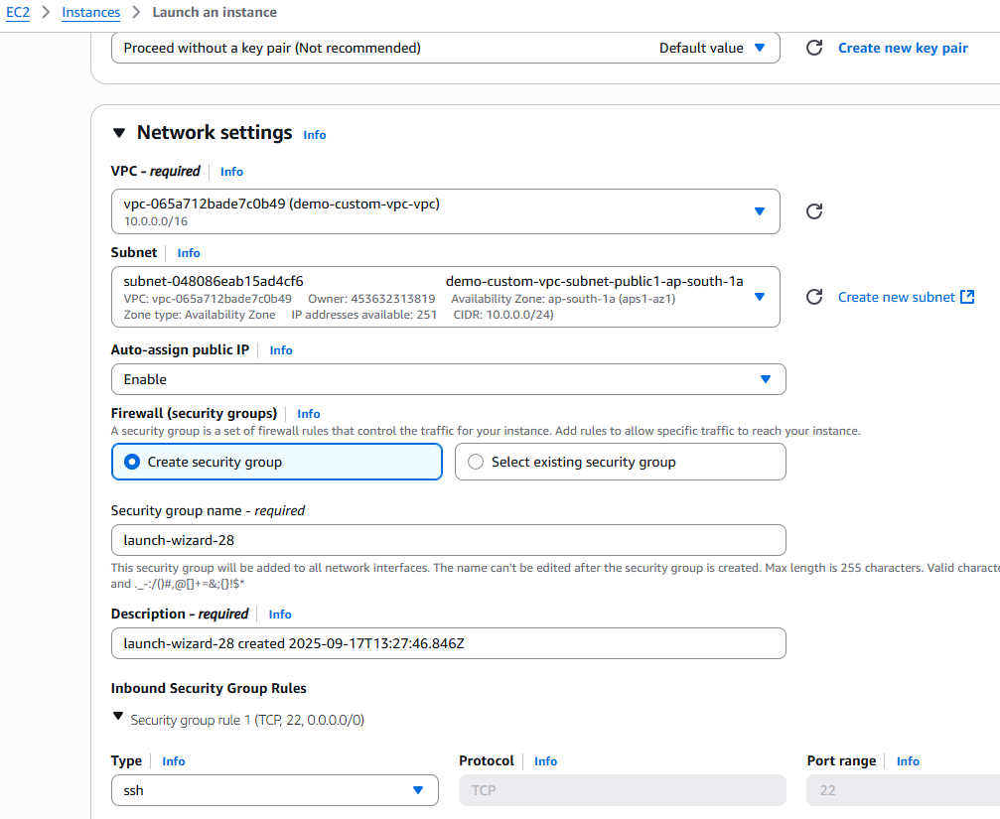 EC2 > Instances > Launch an instance
Proceed without a key pair (Not recommended) Default value Create new key pair
Network settings Info
VPC - required Info
vpc-065a712bade7c0b49 (demo-custom-vpc-vpc)
10.0.0.0/16
Subnet Info
subnet-048086eab15ad4cf6 demo-custom-vpc-subnet-public1-ap-south-1a
VPC: vpc-065a712bade7c0b49 Owner: 453632313819 Availability Zone: ap-south-1a (aps1-az1)
Zone type: Availability Zone IP addresses available: 251 CIDR: 10.0.0.0/24)
Create new subnet
Auto-assign public IP Info
Enable
Firewall (security groups) Info
A security group is a set of firewall rules that control the traffic for your instance. Add rules to allow specific traffic to reach your instance.
Create security group Select existing security group
Security group name - required
launch-wizard-28
This security group will be added to all network interfaces. The name can't be edited after the security group is created. Max length is 255 characters. Valid characte
and ._-:/()#,@[]+=&;{}!$*
Description - required Info
launch-wizard-28 created 2025-09-17T13:27:46.846Z
Inbound Security Group Rules
Security group rule 1 (TCP, 22, 0.0.0.0/0)
Type Info Protocol Info Port range Info
ssh TCP 22